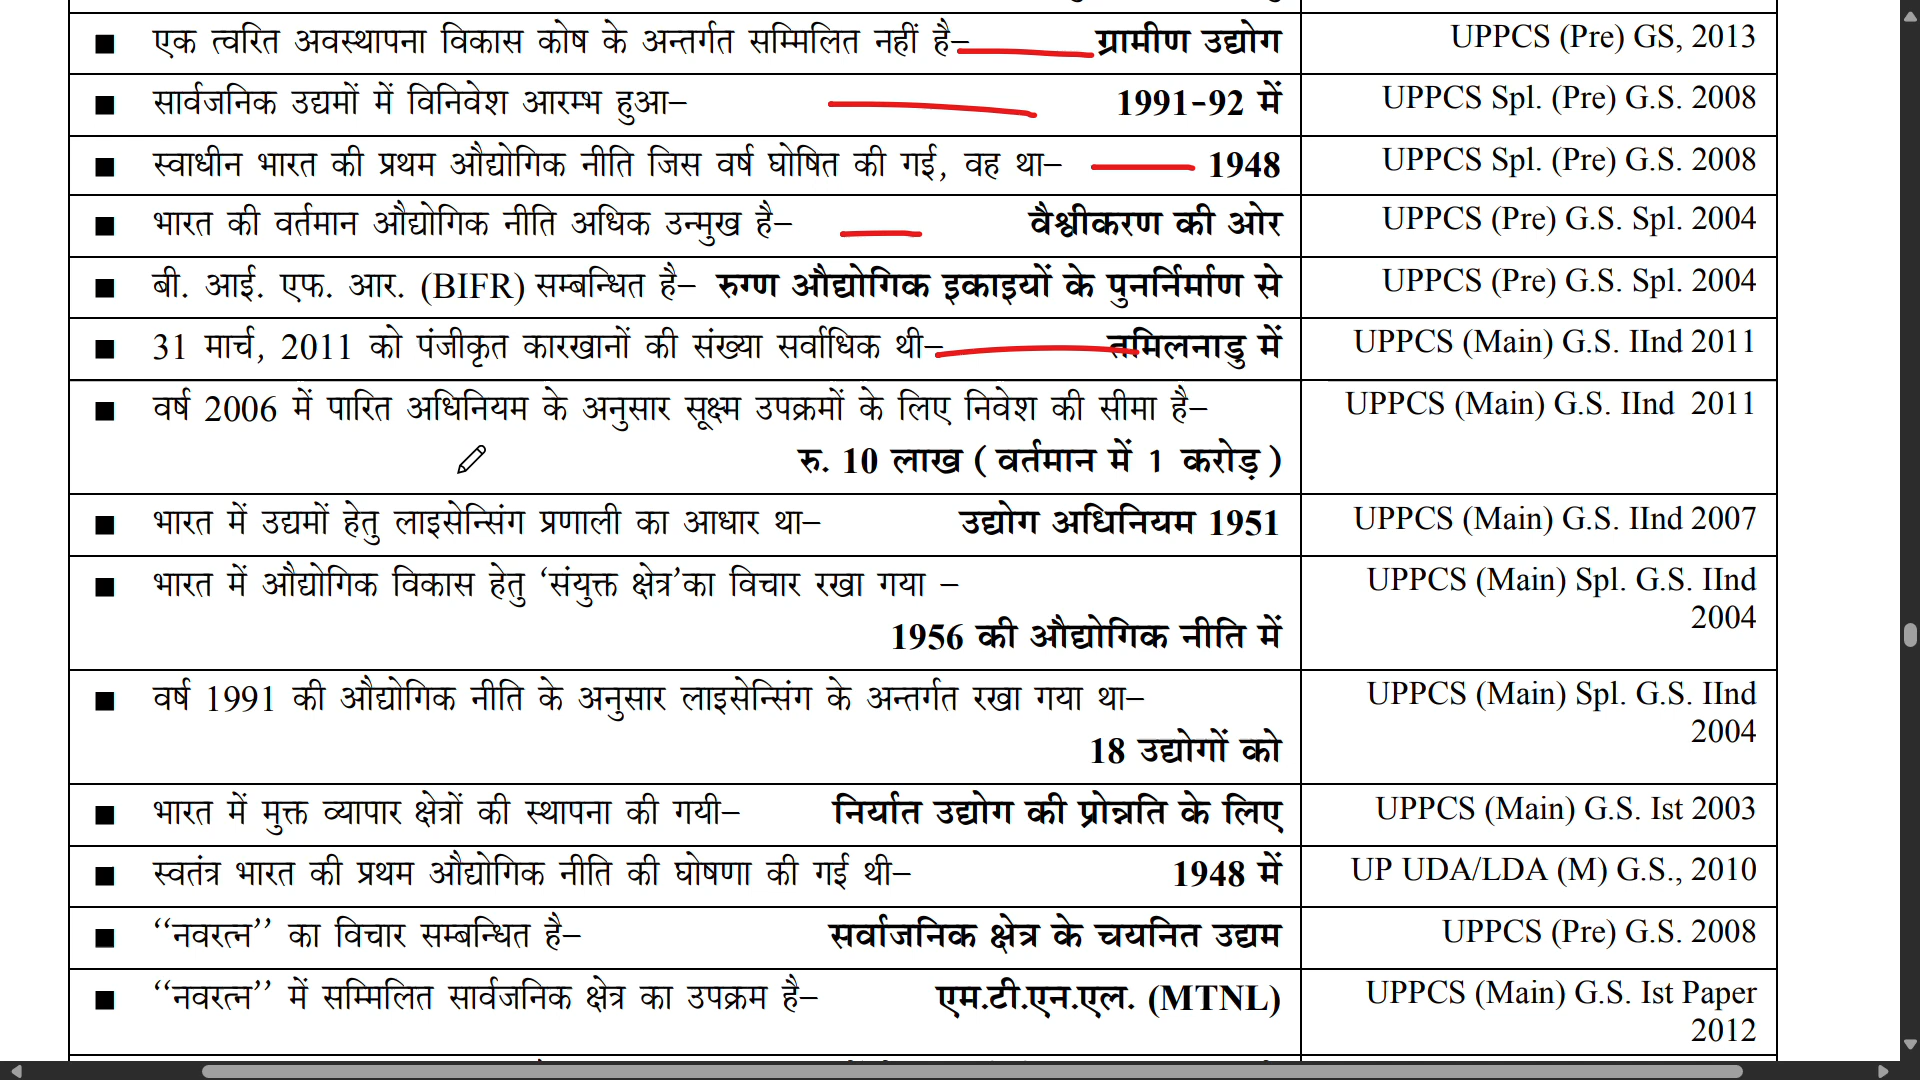 ■ एक त्वरित अवस्थापना विकास कोष के अन्तर्गत सम्मिलित नहीं है– ग्रामीण उद्योग UPPCS (Pre) GS, 2013
■ सार्वजनिक उद्यमों में विनिवेश आरम्भ हुआ– 1991-92 में UPPCS Spl. (Pre) G.S. 2008
■ स्वाधीन भारत की प्रथम औद्योगिक नीति जिस वर्ष घोषित की गई, वह था– 1948 UPPCS Spl. (Pre) G.S. 2008
■ भारत की वर्तमान औद्योगिक नीति अधिक उन्मुख है– वैश्वीकरण की ओर UPPCS (Pre) G.S. Spl. 2004
■ बी. आई. एफ. आर. (BIFR) सम्बन्धित है– रुग्ण औद्योगिक इकाइयों के पुनर्निर्माण से UPPCS (Pre) G.S. Spl. 2004
■ 31 मार्च, 2011 को पंजीकृत कारखानों की संख्या सर्वाधिक थी– तमिलनाडु में UPPCS (Main) G.S. IInd 2011
■ वर्ष 2006 में पारित अधिनियम के अनुसार सूक्ष्म उपक्रमों के लिए निवेश की सीमा है– UPPCS (Main) G.S. IInd 2011
रु. 10 लाख (वर्तमान में 1 करोड़)
■ भारत में उद्यमों हेतु लाइसेन्सिंग प्रणाली का आधार था– उद्योग अधिनियम 1951 UPPCS (Main) G.S. IInd 2007
■ भारत में औद्योगिक विकास हेतु ‘संयुक्त क्षेत्र’का विचार रखा गया – UPPCS (Main) Spl. G.S. IInd
2004
1956 की औद्योगिक नीति में
■ वर्ष 1991 की औद्योगिक नीति के अनुसार लाइसेन्सिंग के अन्तर्गत रखा गया था– UPPCS (Main) Spl. G.S. IInd
2004
18 उद्योगों को
■ भारत में मुक्त व्यापार क्षेत्रों की स्थापना की गयी– निर्यात उद्योग की प्रोन्नति के लिए UPPCS (Main) G.S. Ist 2003
■ स्वतंत्र भारत की प्रथम औद्योगिक नीति की घोषणा की गई थी– 1948 में UP UDA/LDA (M) G.S., 2010
■ ‘‘नवरत्न’’ का विचार सम्बन्धित है– सर्वाजनिक क्षेत्र के चयनित उद्यम UPPCS (Pre) G.S. 2008
■ ‘‘नवरत्न’’ में सम्मिलित सार्वजनिक क्षेत्र का उपक्रम है– एम.टी.एन.एल. (MTNL) UPPCS (Main) G.S. Ist Paper
2012